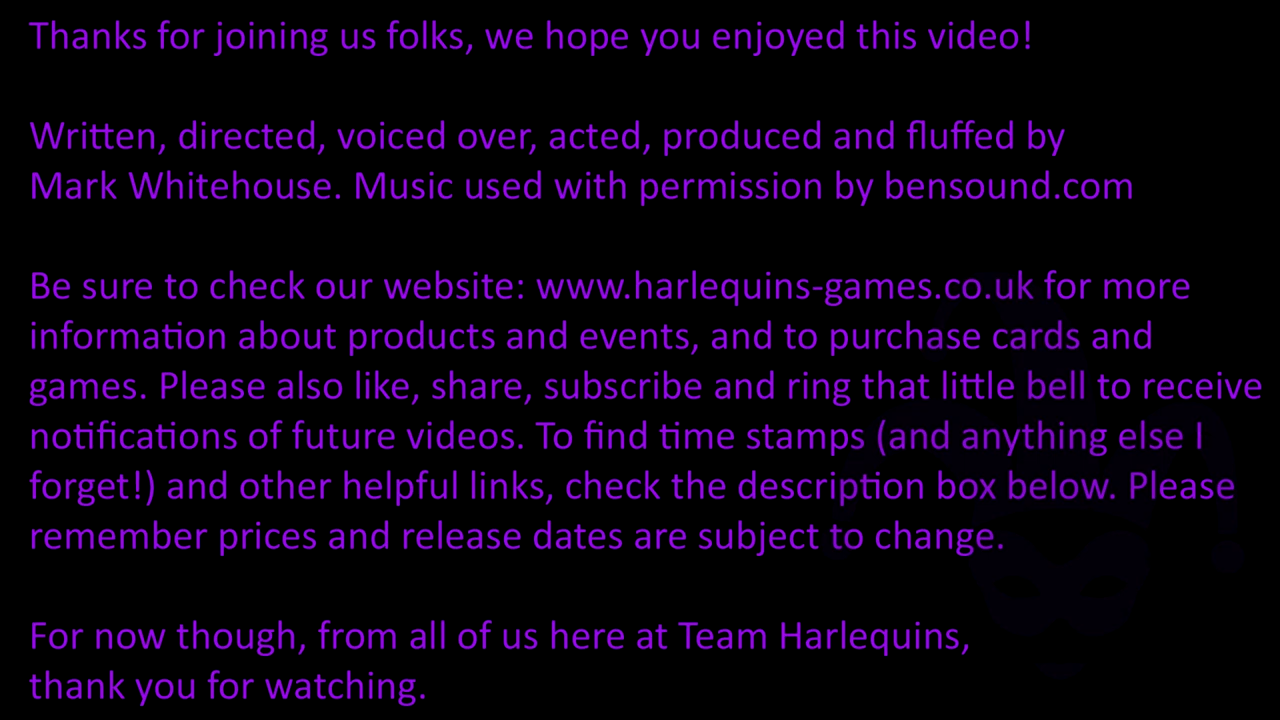 Thanks for joining us folks, we hope you enjoyed this video!
Written, directed, voiced over, acted, produced and fluffed by
Mark Whitehouse. Music used with permission by bensound.com
Be sure to check our website: www.harlequins-games.co.uk for more
information about products and events, and to purchase cards and
games. Please also like, share, subscribe and ring that little bell to receive
notifications of future videos. To find time stamps (and anything else I
forget!) and other helpful links, check the description box below. Please
remember prices and release dates are subject to change.
For now though, from all of us here at Team Harlequins,
thank you for watching.